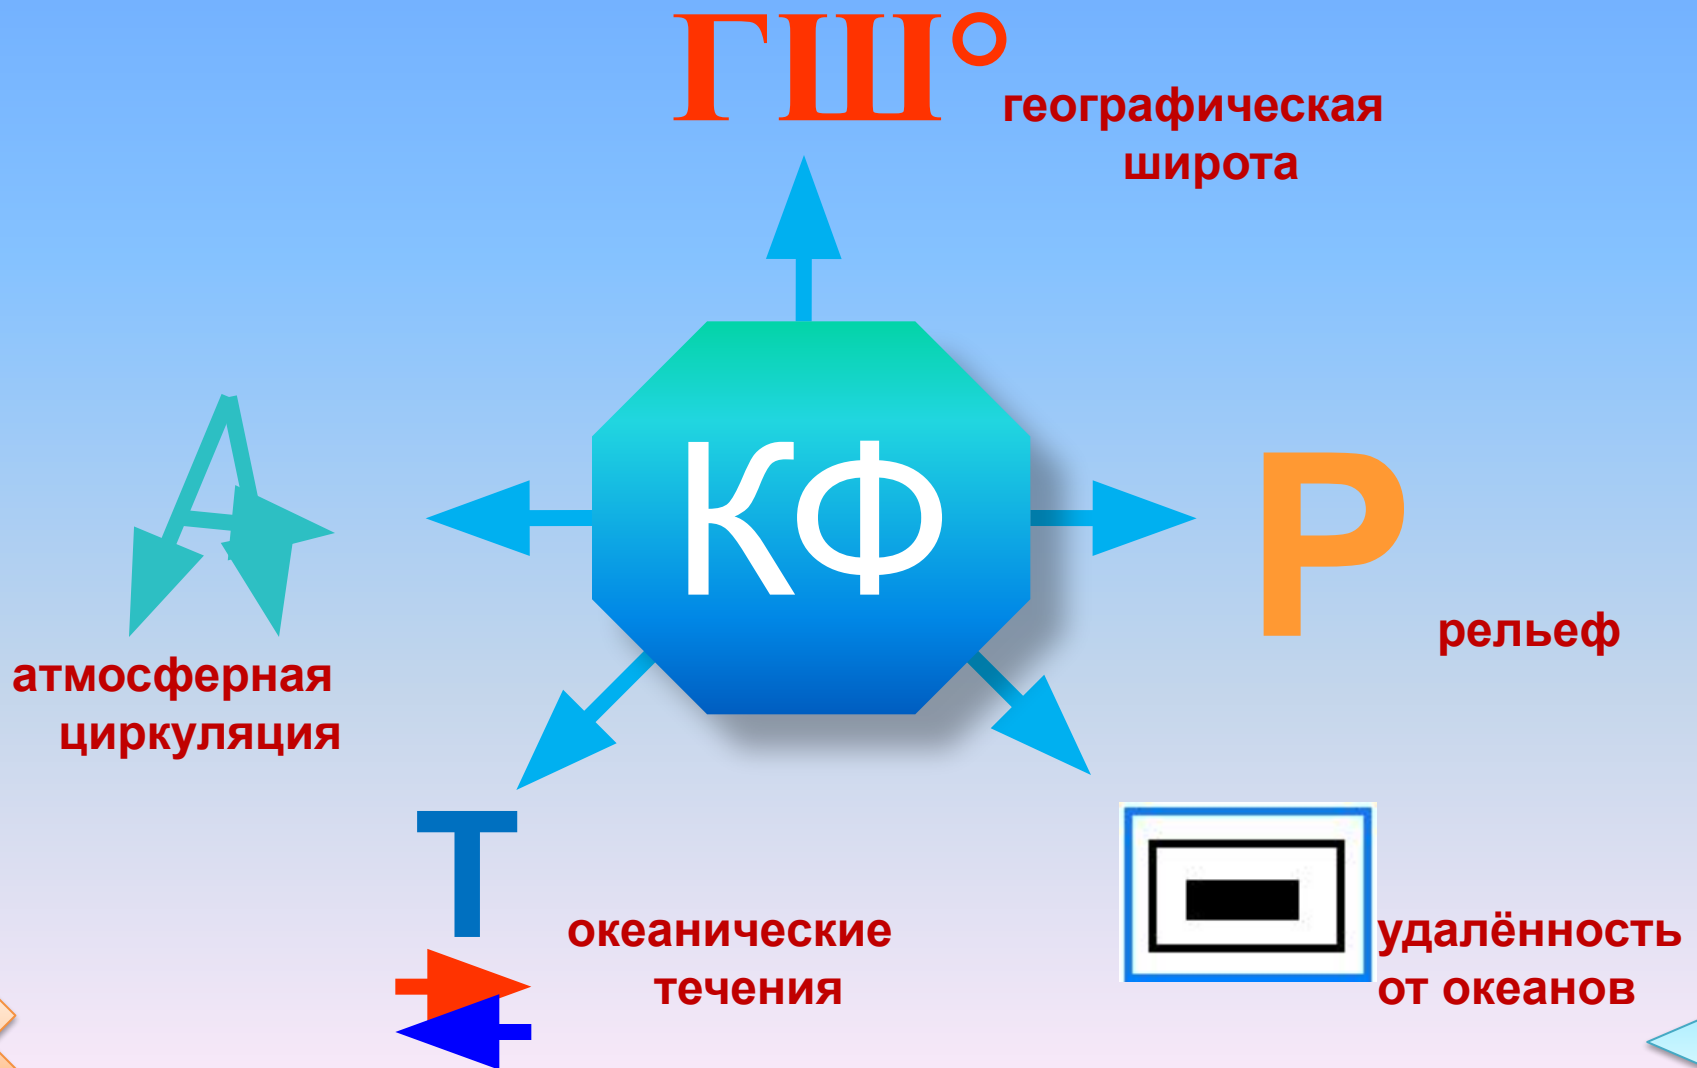 ГШ°
географическая
широта
КФ
А
атмосферная
циркуляция
Р
рельеф
Т
океанические
течения
удалённость
от океанов